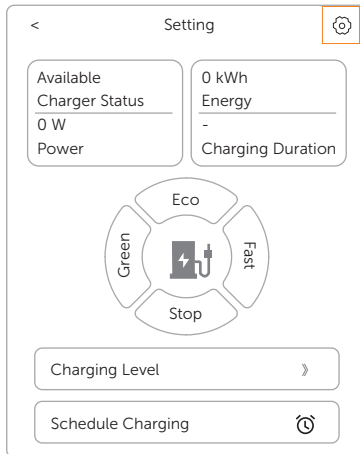 < Setting
Available
Charger Status
0 W
Power
0 kWh
Energy
-
Charging Duration
Eco
Green
Fast
Stop
Charging Level 》
Schedule Charging